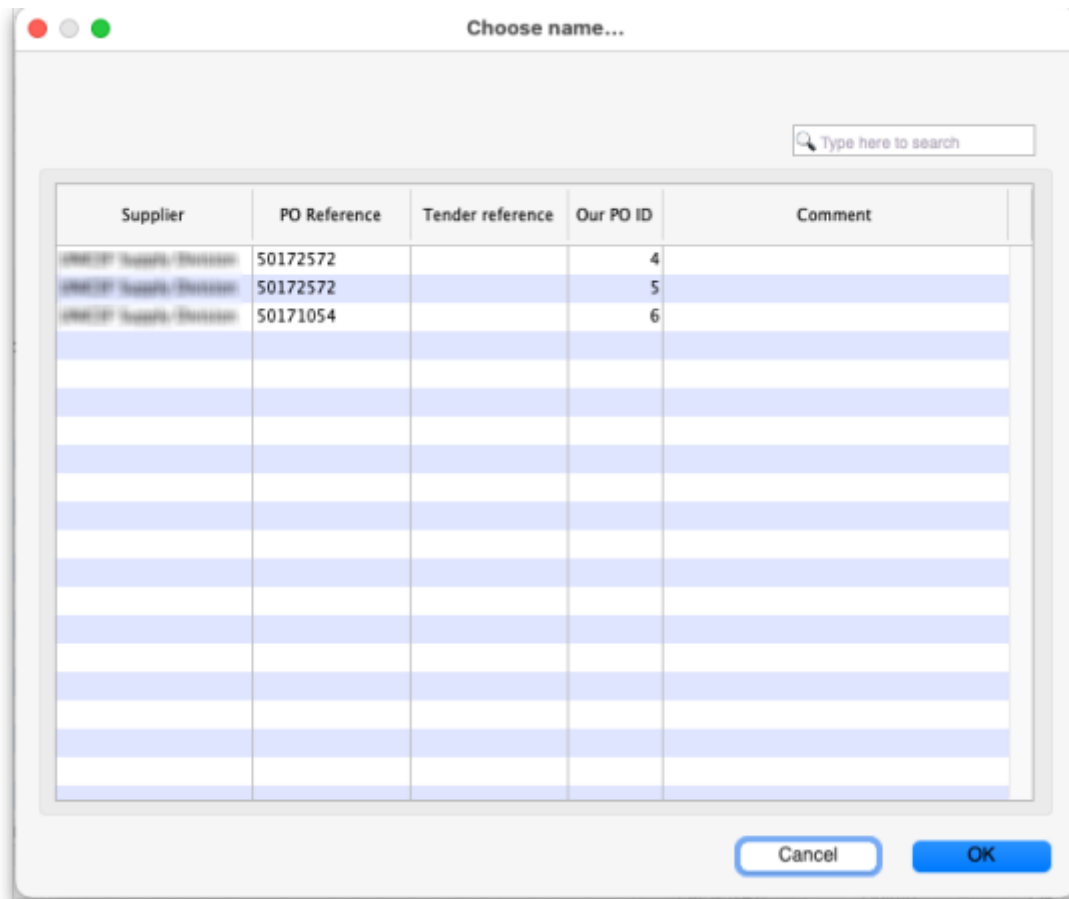 Choose name...
Type here to search
Supplier PO Reference Tender reference Our PO ID Comment
50172572 4
50172572 5
50171054 6
Cancel OK